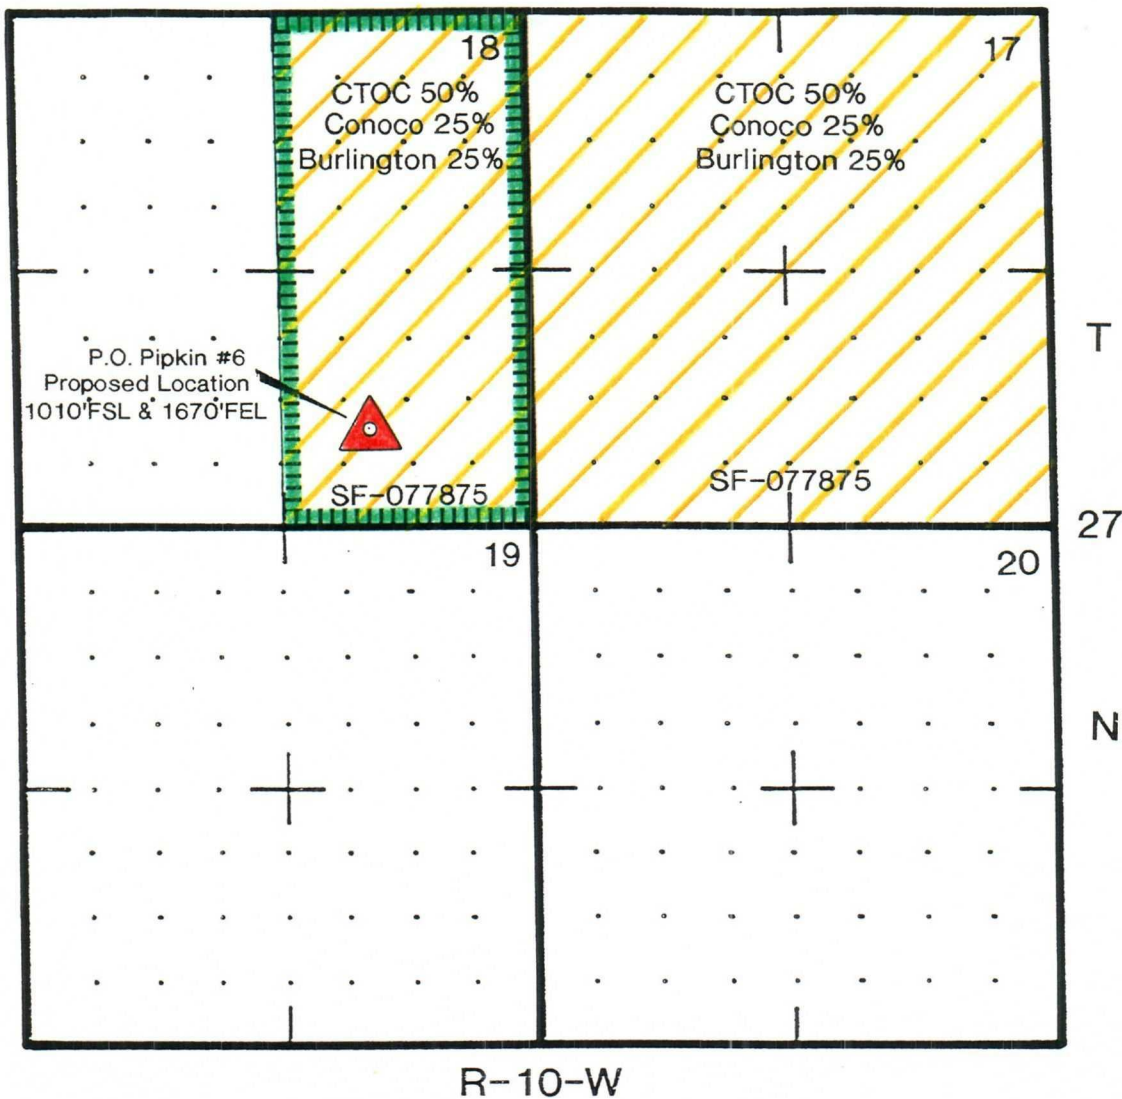 18
CTOC 50%
Conoco 25%
Burlington 25%
17
CTOC 50%
Conoco 25%
Burlington 25%
T
P.O. Pipkin #6
Proposed Location
1010'FSL & 1670'FEL
SF-077875
SF-077875
27
19
20
N
R-10-W